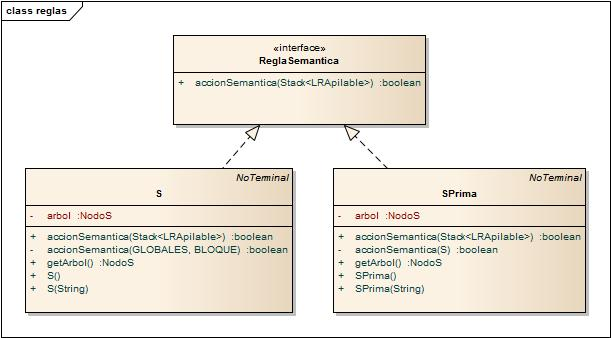 class reglas
«interface»
ReglaSemantica
+ accionSemantica(Stack<LRApilable>) :boolean
NoTerminal
S
- arbol :NodoS
+ accionSemantica(Stack<LRApilable>) :boolean
- accionSemantica(GLOBALES, BLOQUE) :boolean
+ getArbol() :NodoS
+ S()
+ S(String)
NoTerminal
SPrima
- arbol :NodoS
+ accionSemantica(Stack<LRApilable>) :boolean
- accionSemantica(S) :boolean
+ getArbol() :NodoS
+ SPrima()
+ SPrima(String)